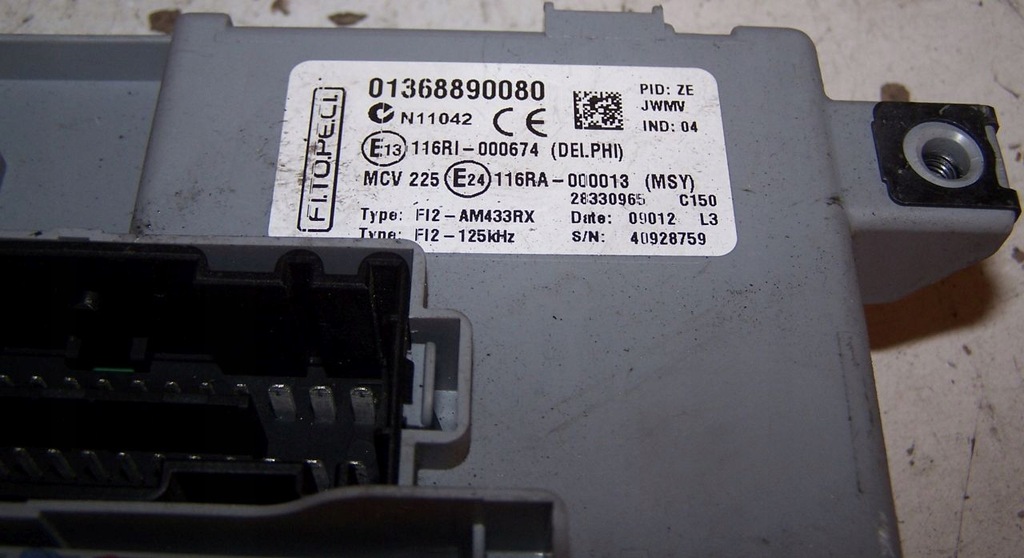 FI.TO.PE.CI.
01368890080
N11042 CE
E13 116RI-000674 (DELPHI)
MCV 225 E24 116RA-000013 (MSY)
28330965 C150
Type: FI2-AM433RX Date: 09012 L3
Type: FI2-125kHz S/N: 40928759
PID: ZE
JWMV
IND: 04